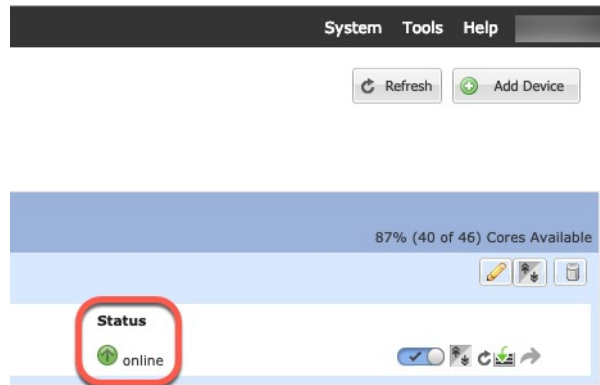 System Tools Help
Refresh Add Device
87% (40 of 46) Cores Available
Status
online